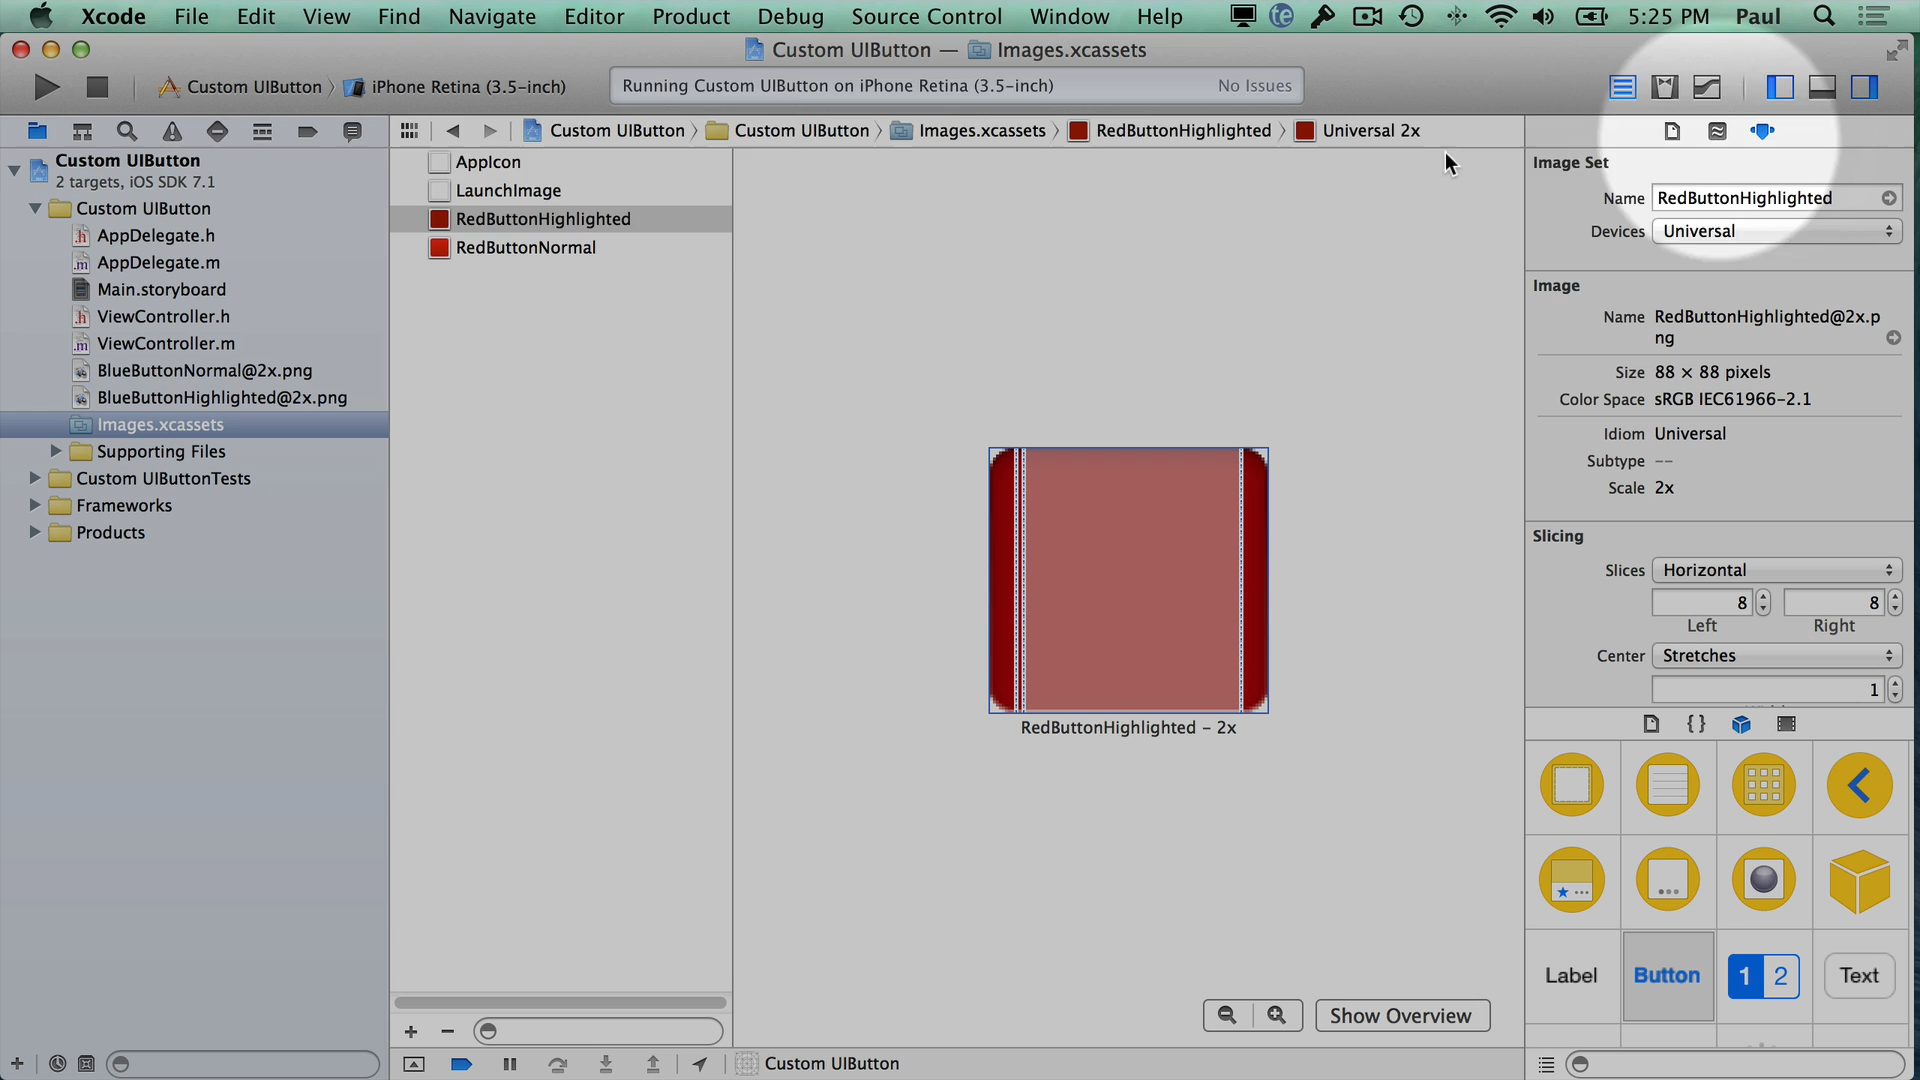 Xcode File Edit View Find Navigate Editor Product Debug Source Control Window Help te 5:25 PM Paul
Custom UIButton — Images.xcassets
Custom UIButton iPhone Retina (3.5-inch) Running Custom UIButton on iPhone Retina (3.5-inch) No Issues
Custom UIButton Custom UIButton Images.xcassets RedButtonHighlighted Universal 2x
Custom UIButton
2 targets, iOS SDK 7.1
Custom UIButton
AppDelegate.h
AppDelegate.m
Main.storyboard
ViewController.h
ViewController.m
BlueButtonNormal@2x.png
BlueButtonHighlighted@2x.png
Images.xcassets
Supporting Files
Custom UIButtonTests
Frameworks
Products
AppIcon
LaunchImage
RedButtonHighlighted
RedButtonNormal
RedButtonHighlighted – 2x
Show Overview
Custom UIButton
Image Set
Name RedButtonHighlighted
Devices Universal
Image
Name RedButtonHighlighted@2x.p
ng
Size 88 × 88 pixels
Color Space sRGB IEC61966-2.1
Idiom Universal
Subtype --
Scale 2x
Slicing
Slices Horizontal
8 8
Left Right
Center Stretches
1
{ }
Label Button 1 2 Text